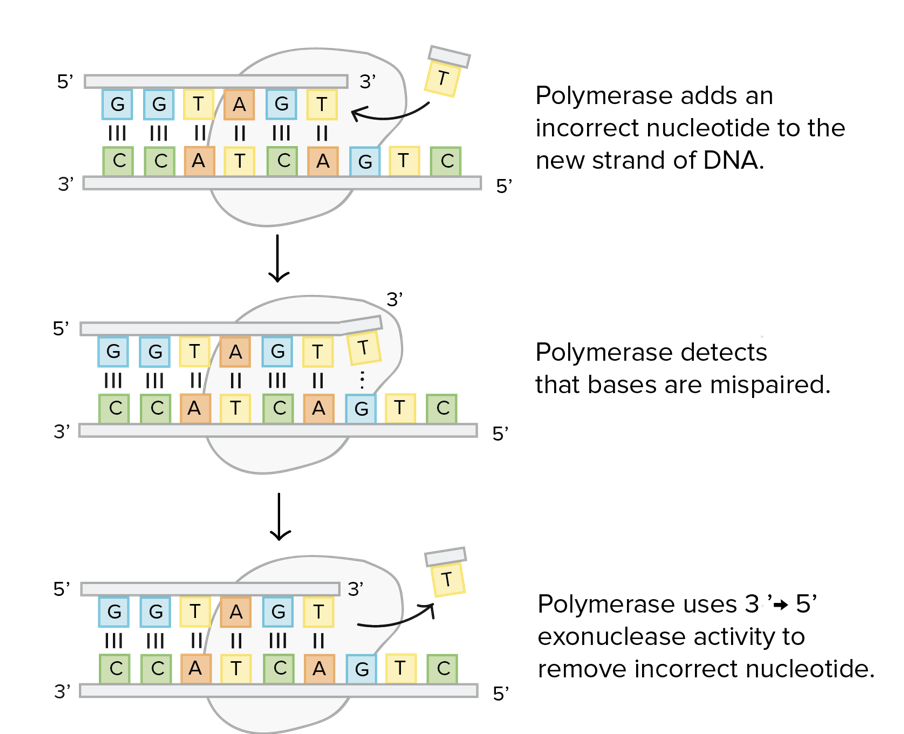 T
5’ 3’
G G T A G T
Polymerase adds an
incorrect nucleotide to the
new strand of DNA.
C C A T C A G T C
3’ 5’
3’
5’
G G T A G T T
Polymerase detects
that bases are mispaired.
C C A T C A G T C
3’ 5’
T
5’ 3’
G G T A G T
Polymerase uses 3 ’➔ 5’
exonuclease activity to
remove incorrect nucleotide.
C C A T C A G T C
3’ 5’